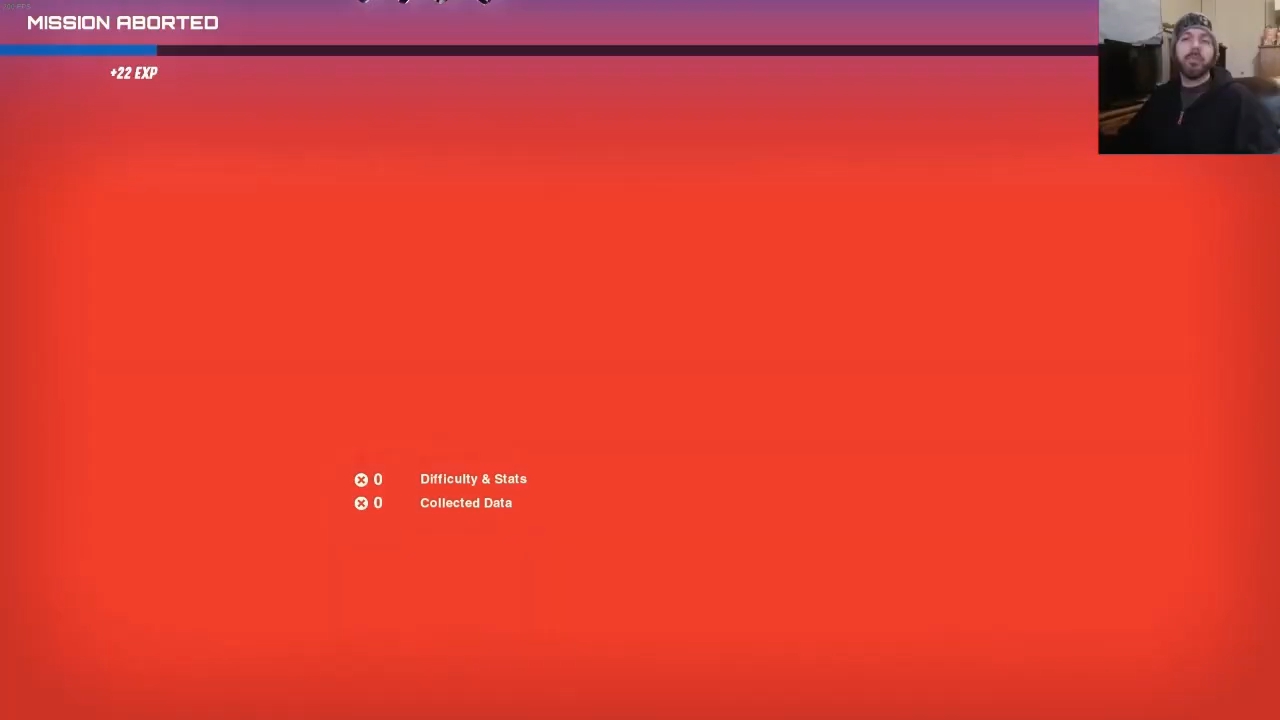 MISSION ABORTED
+22 EXP
0 Difficulty & Stats
0 Collected Data